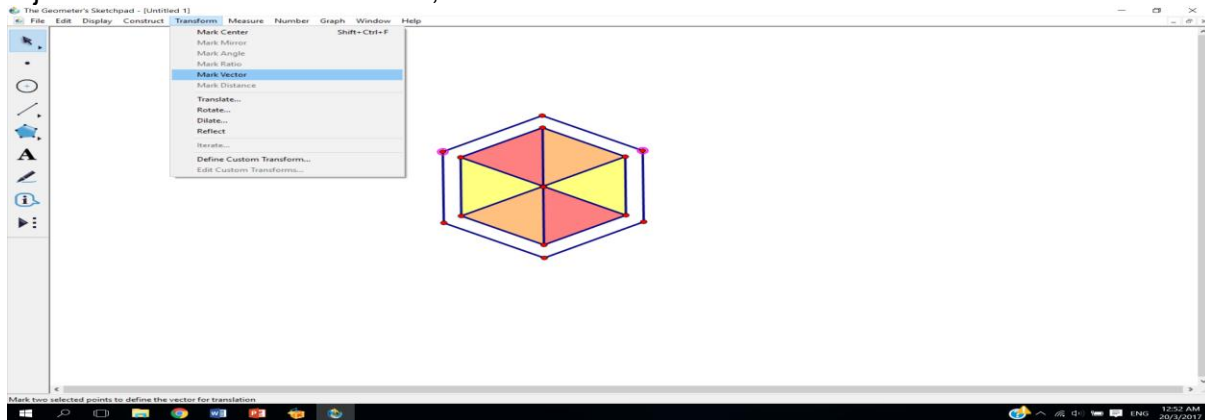 The Geometer's Sketchpad - [Untitled 1]
File Edit Display Construct Transform Measure Number Graph Window Help
Mark Center Shift+Ctrl+F
Mark Mirror
Mark Angle
Mark Ratio
Mark Vector
Mark Distance
Translate...
Rotate...
Dilate...
Reflect
Iterate...
Define Custom Transform...
Edit Custom Transforms...
A
Mark two selected points to define the vector for translation
ENG
12:52 AM
20/3/2017